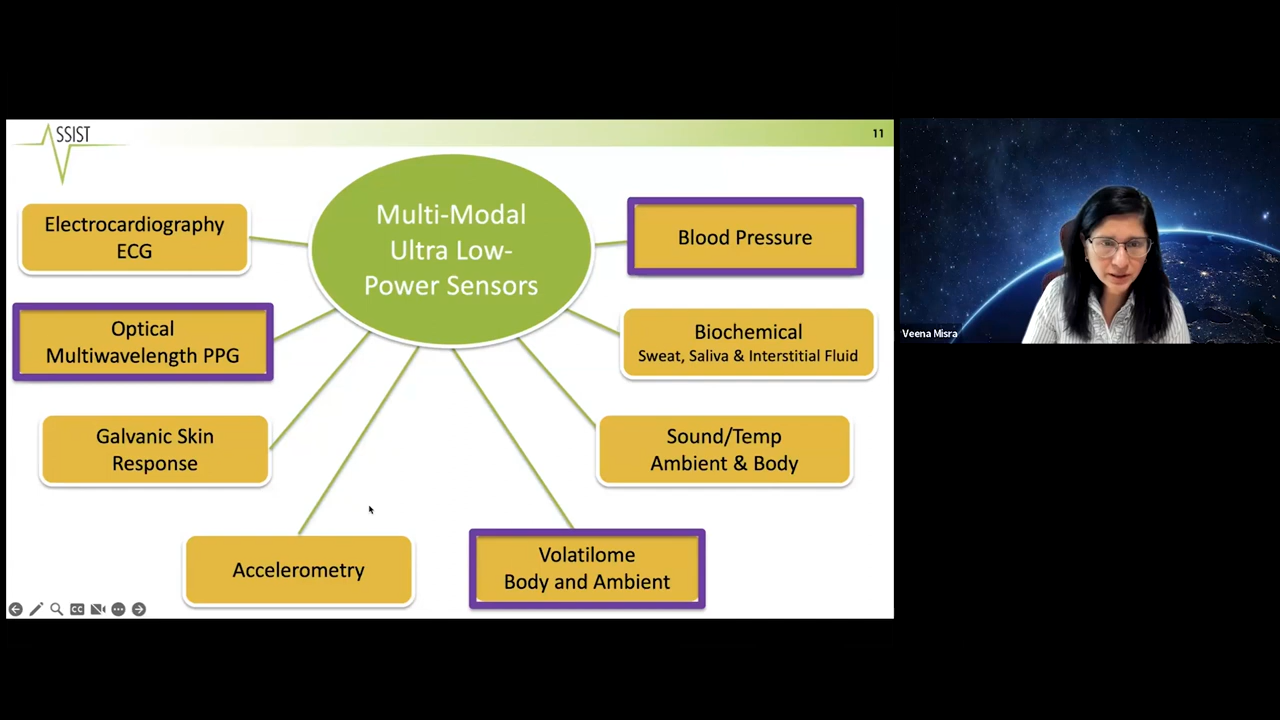 SSIST
11
Multi-Modal
Ultra Low-
Power Sensors
Electrocardiography
ECG
Optical
Multiwavelength PPG
Galvanic Skin
Response
Accelerometry
Volatilome
Body and Ambient
Sound/Temp
Ambient & Body
Biochemical
Sweat, Saliva & Interstitial Fluid
Blood Pressure
CC
Veena Misra